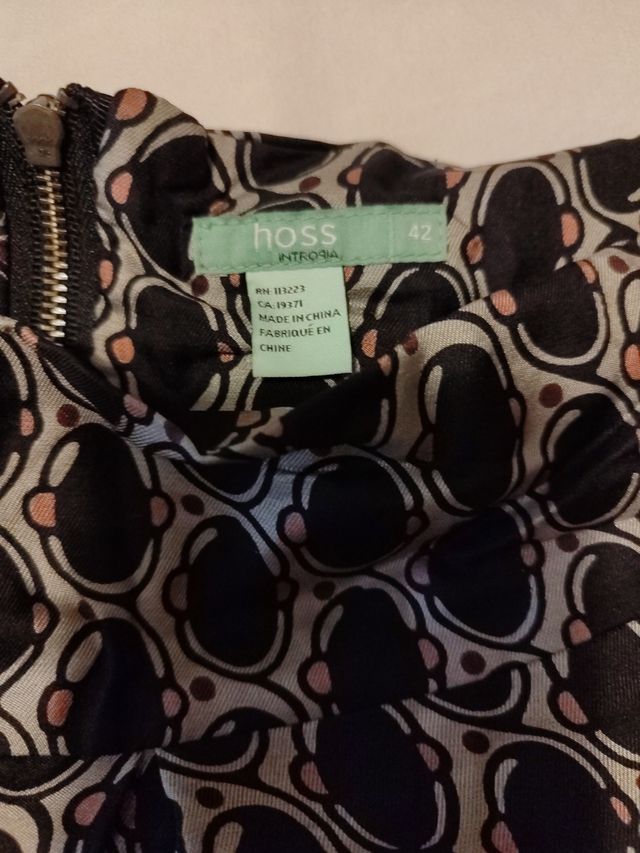 hoss 42
INTROPIA
RN: 113223
CA: 19371
MADE IN CHINA
FABRIQUÉ EN
CHINE